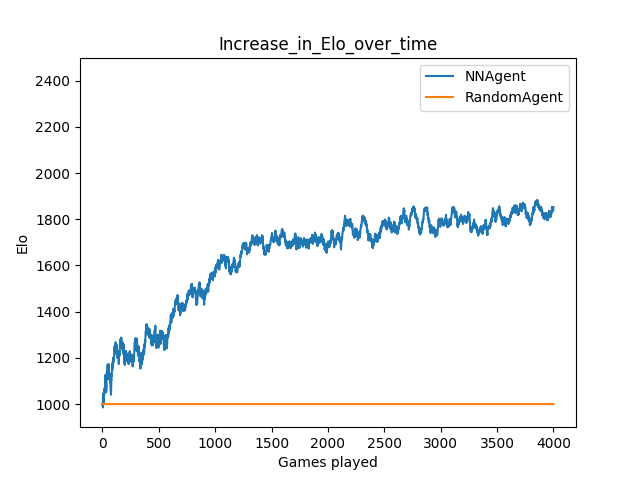 Increase_in_Elo_over_time
NNAgent
RandomAgent
2400
2200
2000
1800
1600
1400
1200
1000
Elo
0 500 1000 1500 2000 2500 3000 3500 4000
Games played